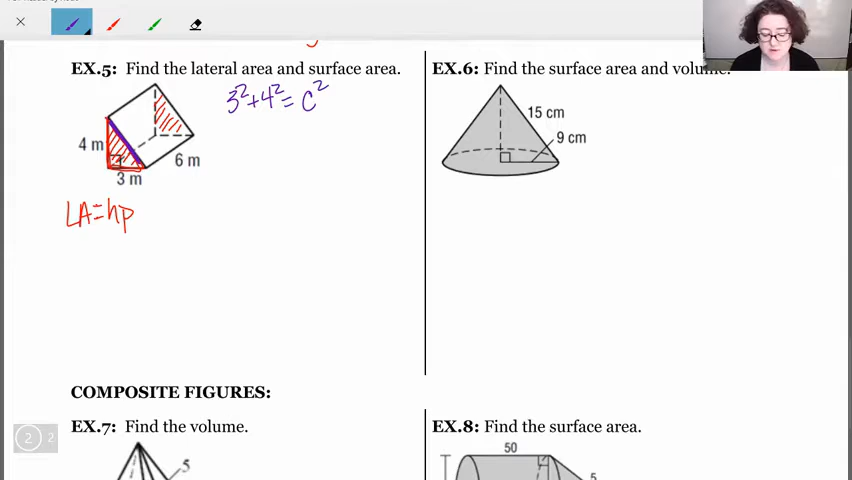 EX.5: Find the lateral area and surface area.
3²+4²=c²
4 m
6 m
3 m
LA=hp
EX.6: Find the surface area and volume.
15 cm
9 cm
COMPOSITE FIGURES:
EX.7: Find the volume.
5
EX.8: Find the surface area.
50
5
2 2